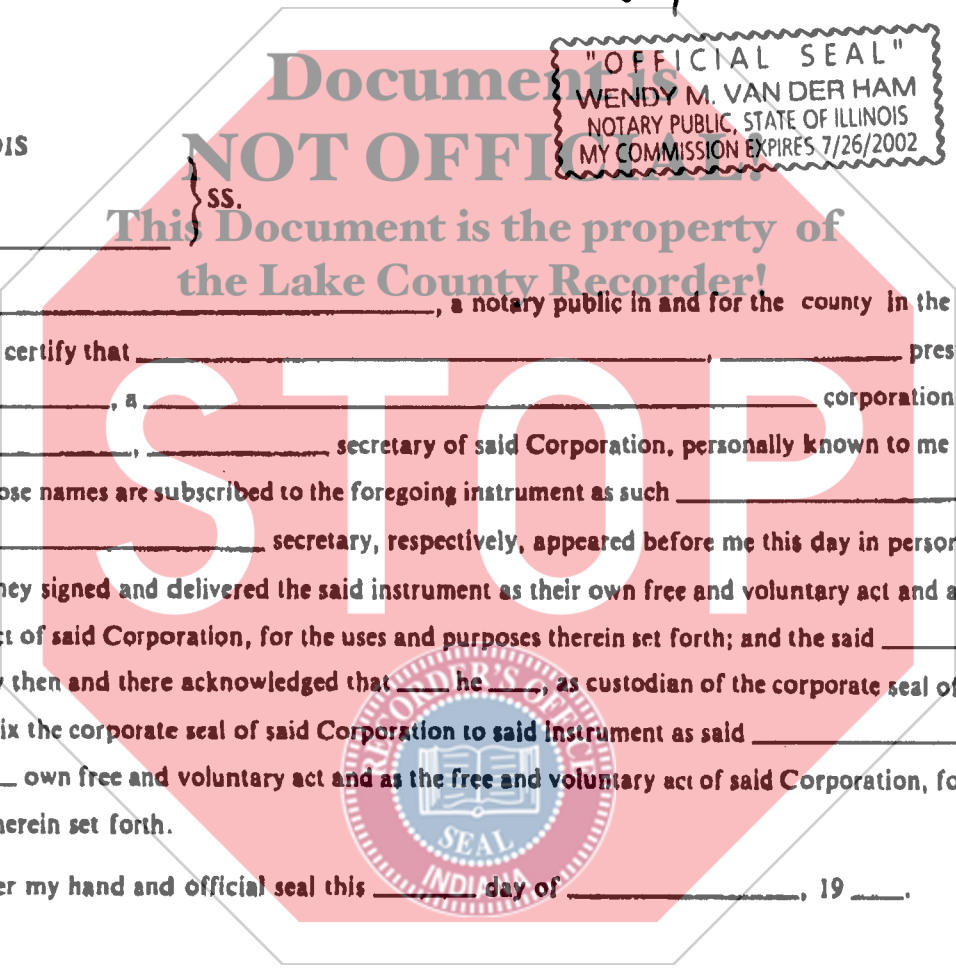 Document is
NOT OFFICIAL!
This Document is the property of
the Lake County Recorder!
"OFFICIAL SEAL"
WENDY M. VAN DER HAM
NOTARY PUBLIC, STATE OF ILLINOIS
MY COMMISSION EXPIRES 7/26/2002
OIS
} SS.
, a notary public in and for the county in the
certify that , pres
, a corporation
, secretary of said Corporation, personally known to me
ose names are subscribed to the foregoing instrument as such
secretary, respectively, appeared before me this day in person
hey signed and delivered the said instrument as their own free and voluntary act and a
ct of said Corporation, for the uses and purposes therein set forth; and the said
y then and there acknowledged that ____ he ____, as custodian of the corporate seal of
ix the corporate seal of said Corporation to said instrument as said
own free and voluntary act and as the free and voluntary act of said Corporation, fo
herein set forth.
er my hand and official seal this ____ day of ____, 19 ____.
STOP
RECORDER'S OFFICE
SEAL
INDIANA